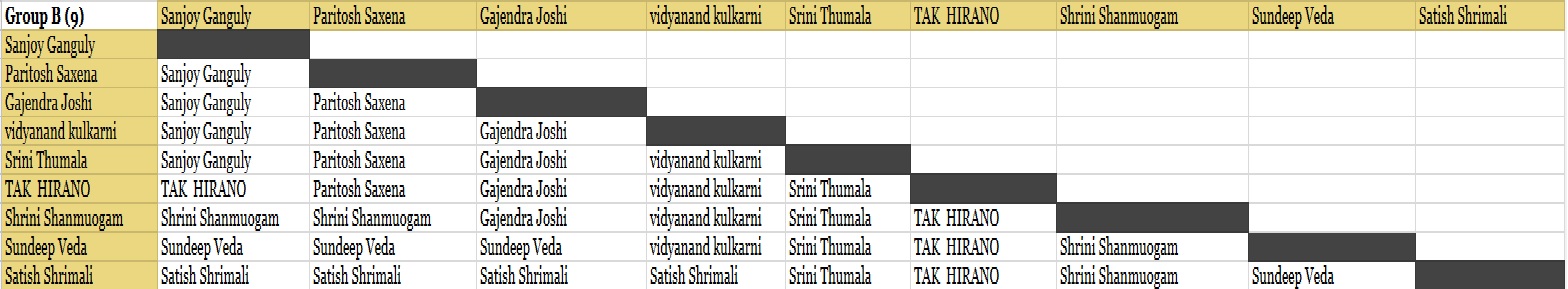 Group B (9) Sanjoy Ganguly Paritosh Saxena Gajendra Joshi vidyanand kulkarni Srini Thumala TAK HIRANO Shrini Shanmuogam Sundeep Veda Satish Shrimali
Sanjoy Ganguly
Paritosh Saxena Sanjoy Ganguly
Gajendra Joshi Sanjoy Ganguly Paritosh Saxena
vidyanand kulkarni Sanjoy Ganguly Paritosh Saxena Gajendra Joshi
Srini Thumala Sanjoy Ganguly Paritosh Saxena Gajendra Joshi vidyanand kulkarni
TAK HIRANO TAK HIRANO Paritosh Saxena Gajendra Joshi vidyanand kulkarni Srini Thumala
Shrini Shanmuogam Shrini Shanmuogam Shrini Shanmuogam Gajendra Joshi vidyanand kulkarni Srini Thumala TAK HIRANO
Sundeep Veda Sundeep Veda Sundeep Veda Sundeep Veda vidyanand kulkarni Srini Thumala TAK HIRANO Shrini Shanmuogam
Satish Shrimali Satish Shrimali Satish Shrimali Satish Shrimali Satish Shrimali Srini Thumala TAK HIRANO Shrini Shanmuogam Sundeep Veda